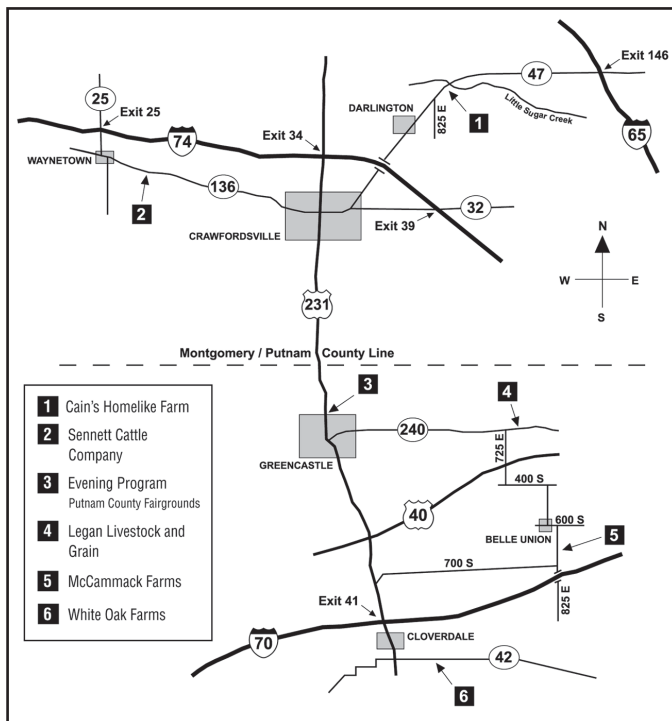 Exit 146
47
25
Exit 25
DARLINGTON
825 E
1
Little Sugar Creek
65
Exit 34
74
WAYNETOWN
136
2
32
Exit 39
CRAWFORDSVILLE
N
W
E
S
231
Montgomery / Putnam County Line
1 Cain's Homelike Farm
2 Sennett Cattle
Company
3 Evening Program
Putnam County Fairgrounds
4 Legan Livestock and
Grain
5 McCammack Farms
6 White Oak Farms
3
4
240
725 E
GREENCASTLE
400 S
40
600 S
BELLE UNION
5
700 S
825 E
Exit 41
70
CLOVERDALE
42
6